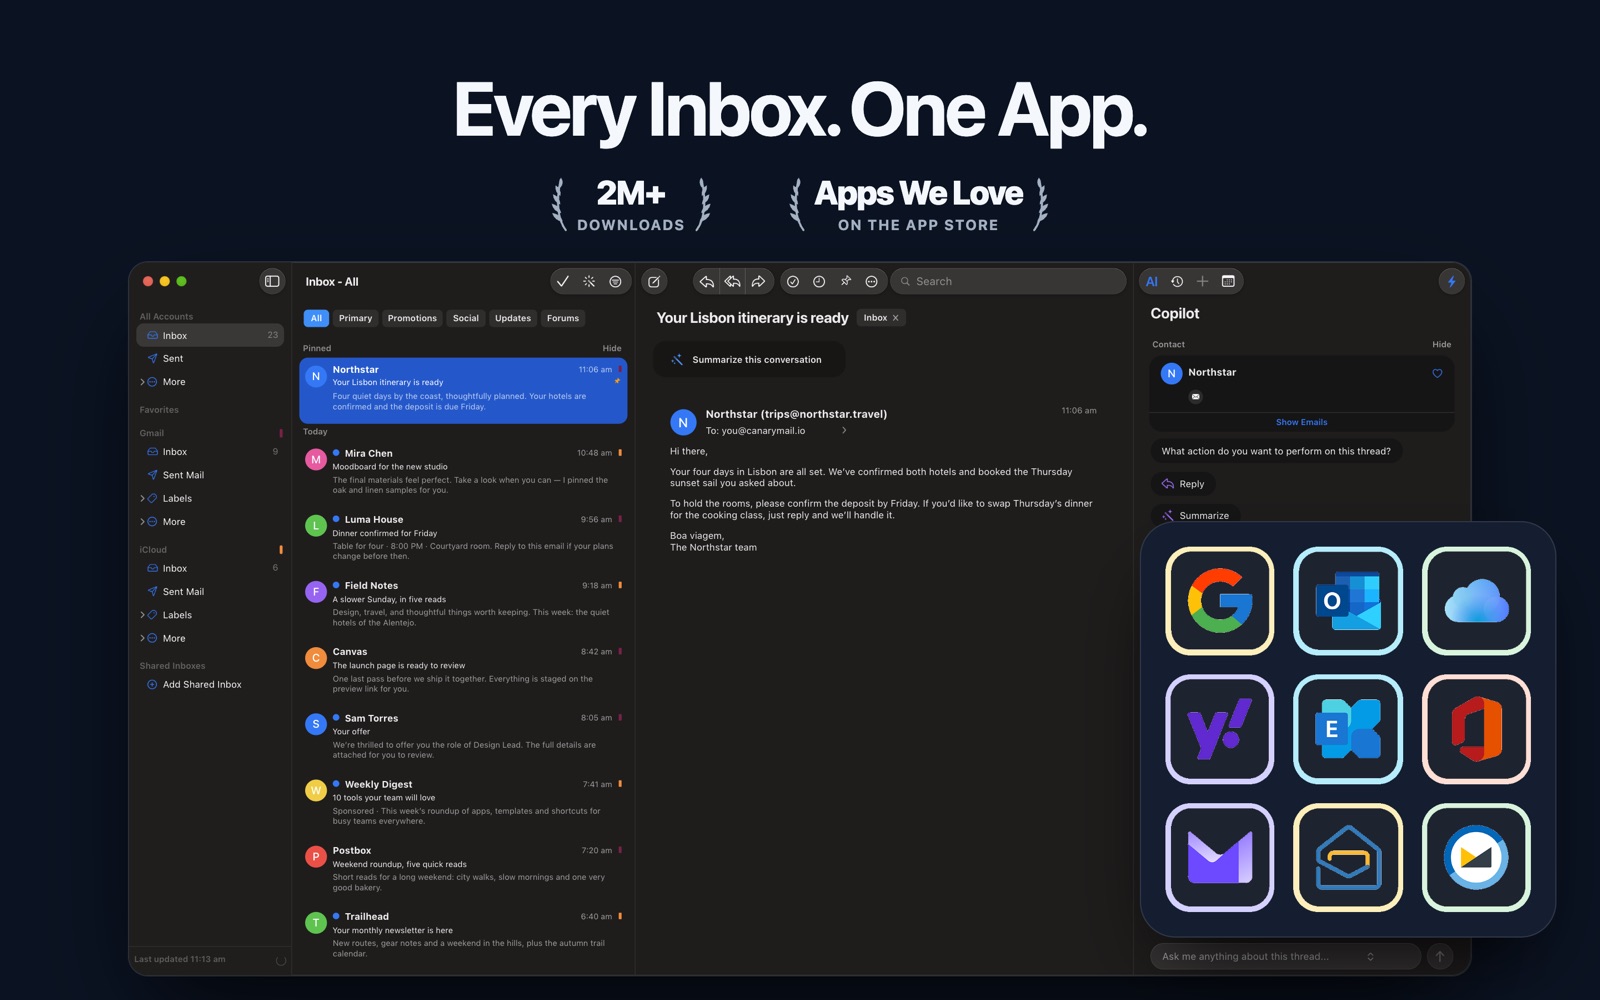 Every Inbox. One App.
2M+
DOWNLOADS
Apps We Love
ON THE APP STORE
All Accounts
Inbox 23
Sent
More
Favorites
Gmail
Inbox 9
Sent Mail
Labels
More
iCloud
Inbox 6
Sent Mail
Labels
More
Shared Inboxes
Add Shared Inbox
Last updated 11:13 am
Inbox - All
All Primary Promotions Social Updates Forums
Pinned Hide
N Northstar 11:06 am
Your Lisbon itinerary is ready
Four quiet days by the coast, thoughtfully planned. Your hotels are
confirmed and the deposit is due Friday.
Today
M Mira Chen 10:48 am
Moodboard for the new studio
The final materials feel perfect. Take a look when you can — I pinned the
oak and linen samples for you.
L Luma House 9:56 am
Dinner confirmed for Friday
Table for four · 8:00 PM · Courtyard room. Reply to this email if your plans
change before then.
F Field Notes 9:18 am
A slower Sunday, in five reads
Design, travel, and thoughtful things worth keeping. This week: the quiet
hotels of the Alentejo.
C Canvas 8:42 am
The launch page is ready to review
One last pass before we ship it together. Everything is staged on the
preview link for you.
S Sam Torres 8:05 am
Your offer
We're thrilled to offer you the role of Design Lead. The full details are
attached for you to review.
W Weekly Digest 7:41 am
10 tools your team will love
Sponsored · This week's roundup of apps, templates and shortcuts for
busy teams everywhere.
P Postbox 7:20 am
Weekend roundup, five quick reads
Short reads for a long weekend: city walks, slow mornings and one very
good bakery.
T Trailhead 6:40 am
Your monthly newsletter is here
New routes, gear notes and a weekend in the hills, plus the autumn trail
calendar.
Search
Your Lisbon itinerary is ready Inbox X
Summarize this conversation
N Northstar (trips@northstar.travel) 11:06 am
To: you@canarymail.io
Hi there,
Your four days in Lisbon are all set. We've confirmed both hotels and booked the Thursday
sunset sail you asked about.
To hold the rooms, please confirm the deposit by Friday. If you'd like to swap Thursday's dinner
for the cooking class, just reply and we'll handle it.
Boa viagem,
The Northstar team
AI
Copilot
Contact Hide
N Northstar
Show Emails
What action do you want to perform on this thread?
Reply
Summarize
G O
y! E
Ask me anything about this thread...